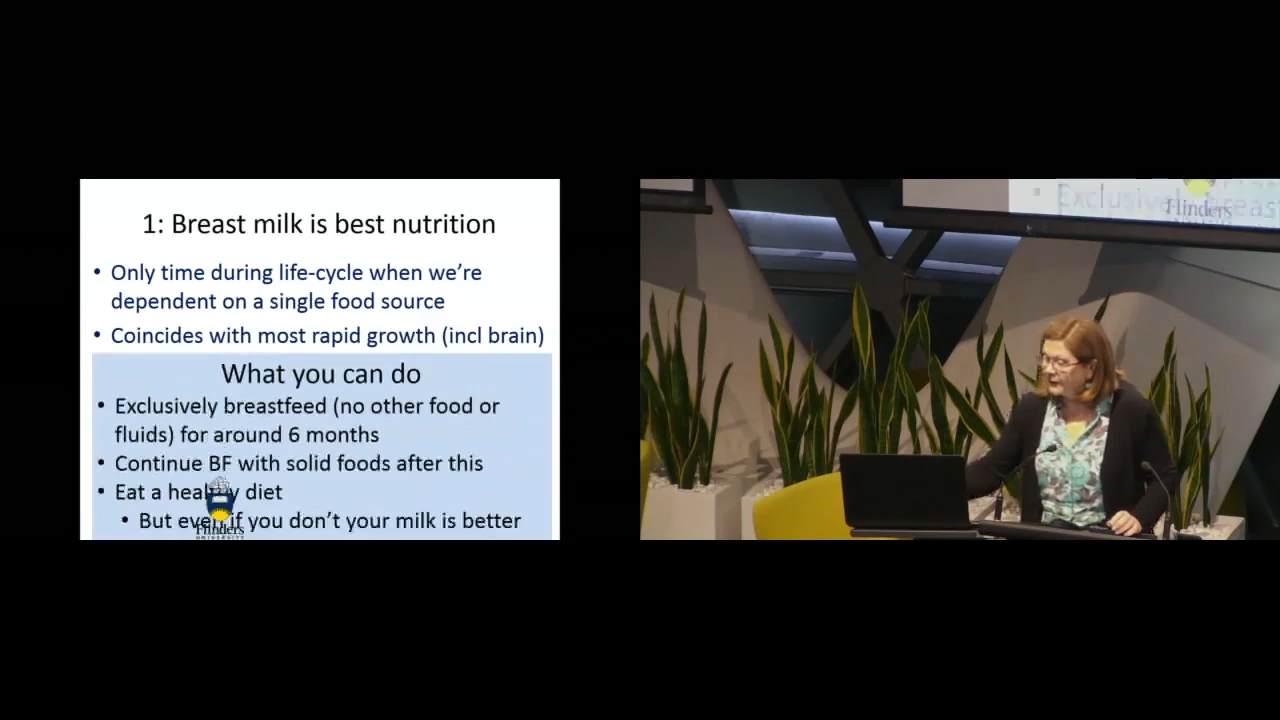 1: Breast milk is best nutrition
• Only time during life-cycle when we're
dependent on a single food source
• Coincides with most rapid growth (incl brain)
What you can do
• Exclusively breastfeed (no other food or
fluids) for around 6 months
• Continue BF with solid foods after this
• Eat a healthy diet
• But even if you don't your milk is better
Flinders
UNIVERSITY
Exclusively breast
Flinders